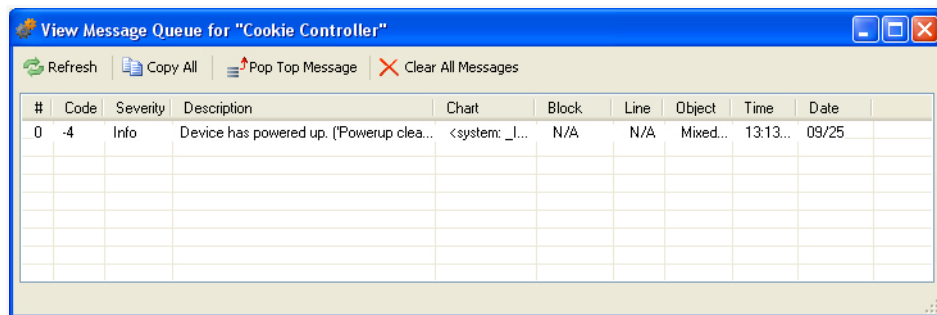 View Message Queue for "Cookie Controller"
Refresh Copy All Pop Top Message Clear All Messages
# Code Severity Description Chart Block Line Object Time Date
0 -4 Info Device has powered up. ('Powerup clea... <system: _I... N/A N/A Mixed... 13:13... 09/25